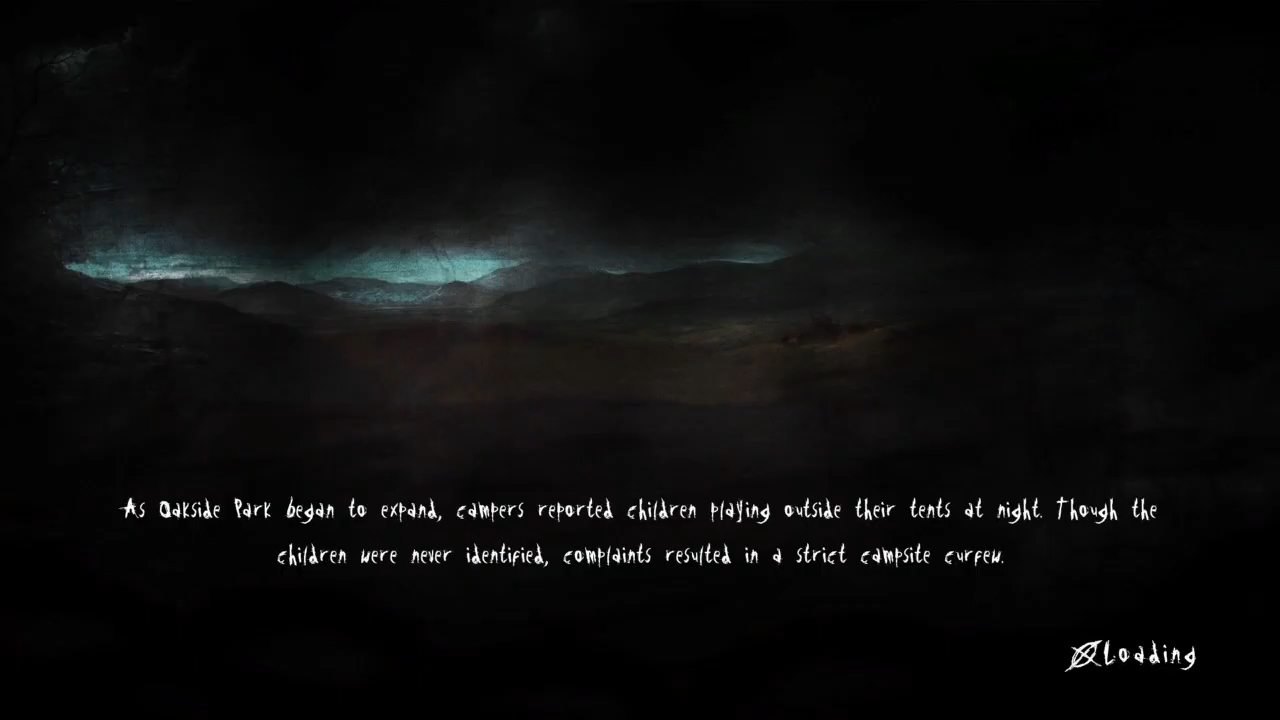 As Oakside Park began to expand, campers reported children playing outside their tents at night. Though the
children were never identified, complaints resulted in a strict campsite curfew.
Loading